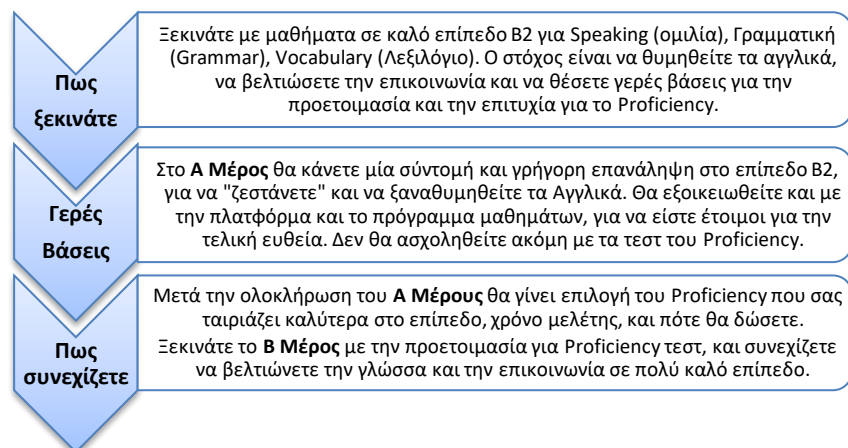 Πως
ξεκινάτε
Ξεκινάτε με μαθήματα σε καλό επίπεδο Β2 για Speaking (ομιλία), Γραμματική
(Grammar), Vocabulary (Λεξιλόγιο). Ο στόχος είναι να θυμηθείτε τα αγγλικά,
να βελτιώσετε την επικοινωνία και να θέσετε γερές βάσεις για την
προετοιμασία και την επιτυχία για το Proficiency.
Γερές
Βάσεις
Στο Α Μέρος θα κάνετε μία σύντομή και γρήγορη επανάληψη στο επίπεδο Β2,
για να "ζεστάνετε" και να ξαναθυμηθείτε τα Αγγλικά. Θα εξοικειωθείτε και με
την πλατφόρμα και το πρόγραμμα μαθημάτων, για να είστε έτοιμοι για την
τελική ευθεία. Δεν θα ασχοληθείτε ακόμη με τα τεστ του Proficiency.
Πως
συνεχίζετε
Μετά την ολοκλήρωση του Α Μέρους θα γίνει επιλογή του Proficiency που σας
ταιριάζει καλύτερα στο επίπεδο, χρόνο μελέτης, και πότε θα δώσετε.
Ξεκινάτε το Β Μέρος με την προετοιμασία για Proficiency τεστ, και συνεχίζετε
να βελτιώνετε την γλώσσα και την επικοινωνία σε πολύ καλό επίπεδο.